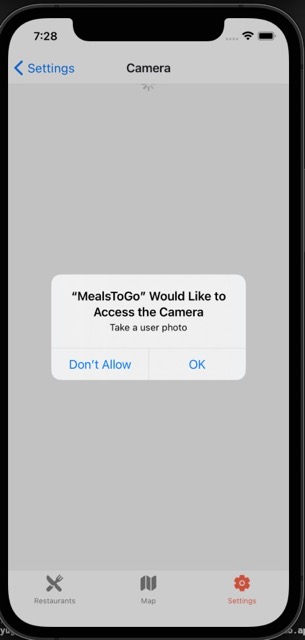 7:28
Settings
Camera
“MealsToGo” Would Like to
Access the Camera
Take a user photo
Don’t Allow
OK
Restaurants
Map
Settings